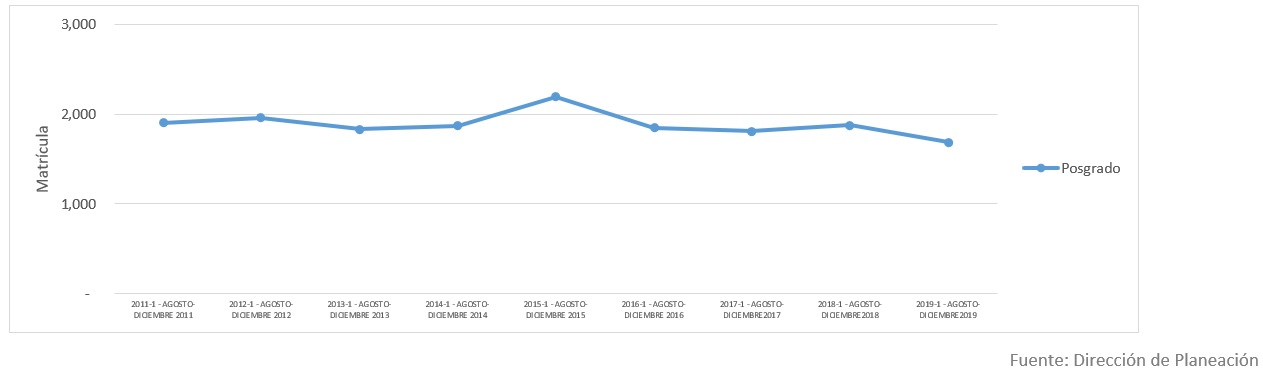 3,000
2,000
1,000
-
Matrícula
2011-1 - AGOSTO-
DICIEMBRE 2011
2012-1 - AGOSTO-
DICIEMBRE 2012
2013-1 - AGOSTO-
DICIEMBRE 2013
2014-1 - AGOSTO-
DICIEMBRE 2014
2015-1 - AGOSTO-
DICIEMBRE 2015
2016-1 - AGOSTO-
DICIEMBRE 2016
2017-1 - AGOSTO-
DICIEMBRE2017
2018-1 - AGOSTO-
DICIEMBRE2018
2019-1 - AGOSTO-
DICIEMBRE2019
Posgrado
Fuente: Dirección de Planeación